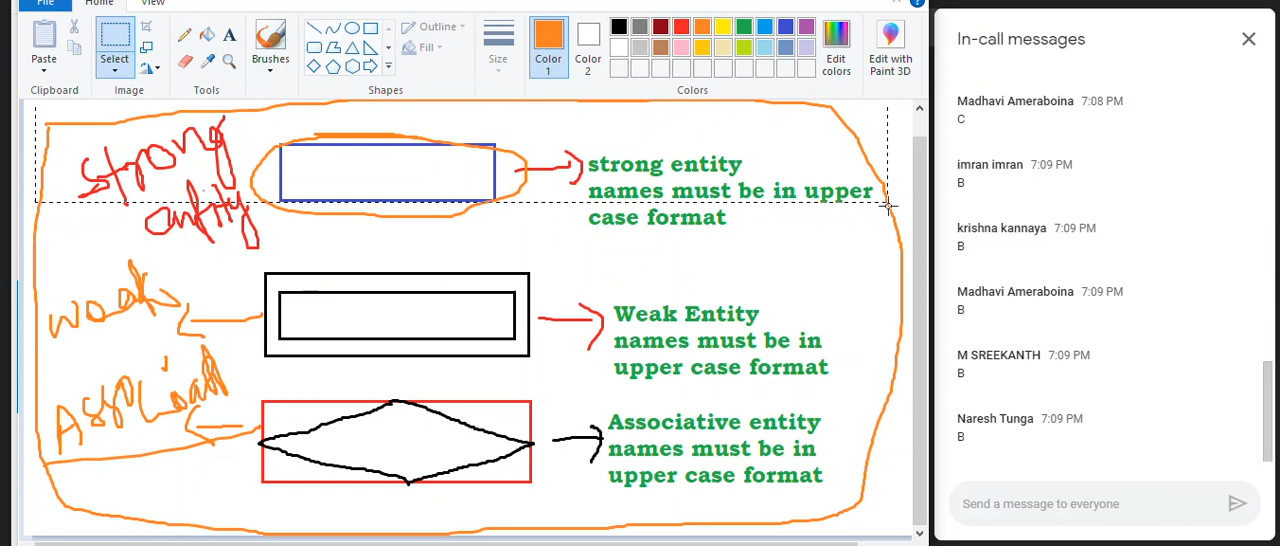 File
Home
View
Paste
Select
Brushes
Outline
Fill
Size
Color
1
Color
2
Edit
colors
Edit with
Paint 3D
Clipboard
Image
Tools
Shapes
Colors
strong
entity
strong entity
names must be in upper
case format
weak
Weak Entity
names must be in
upper case format
Associative entity
names must be in
upper case format
In-call messages
Madhavi Ameraboina 7:08 PM
C
imran imran 7:09 PM
B
krishna kannaya 7:09 PM
B
Madhavi Ameraboina 7:09 PM
B
M SREEKANTH 7:09 PM
B
Naresh Tunga 7:09 PM
B
Send a message to everyone